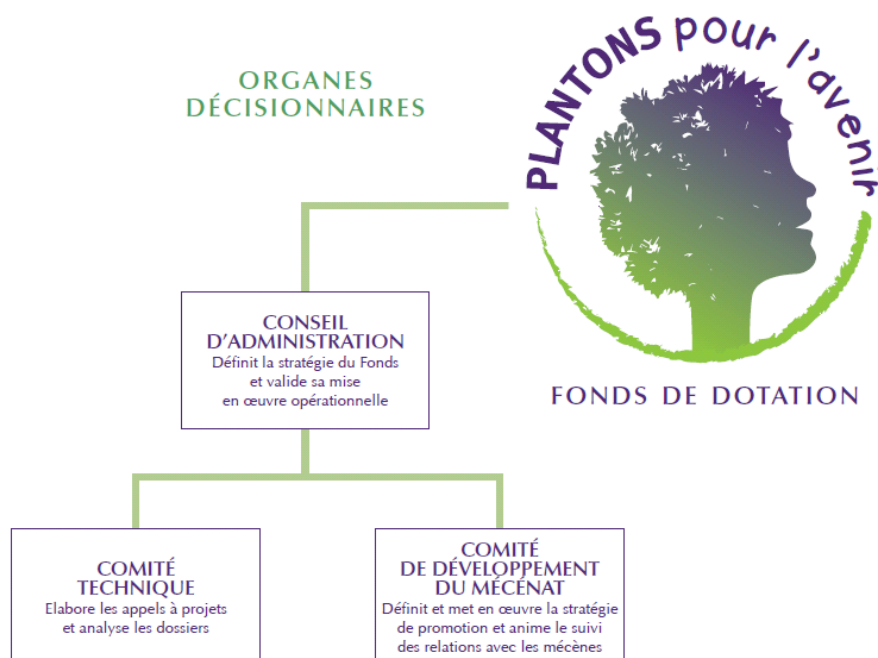 PLANTONS pour l'avenir
ORGANES
DÉCISIONNAIRES
FONDS DE DOTATION
CONSEIL
D'ADMINISTRATION
Définit la stratégie du Fonds
et valide sa mise
en œuvre opérationnelle
COMITÉ
TECHNIQUE
Elabore les appels à projets
et analyse les dossiers
COMITÉ
DE DÉVELOPPEMENT
DU MÉCÉNAT
Définit et met en œuvre la stratégie
de promotion et anime le suivi
des relations avec les mécènes